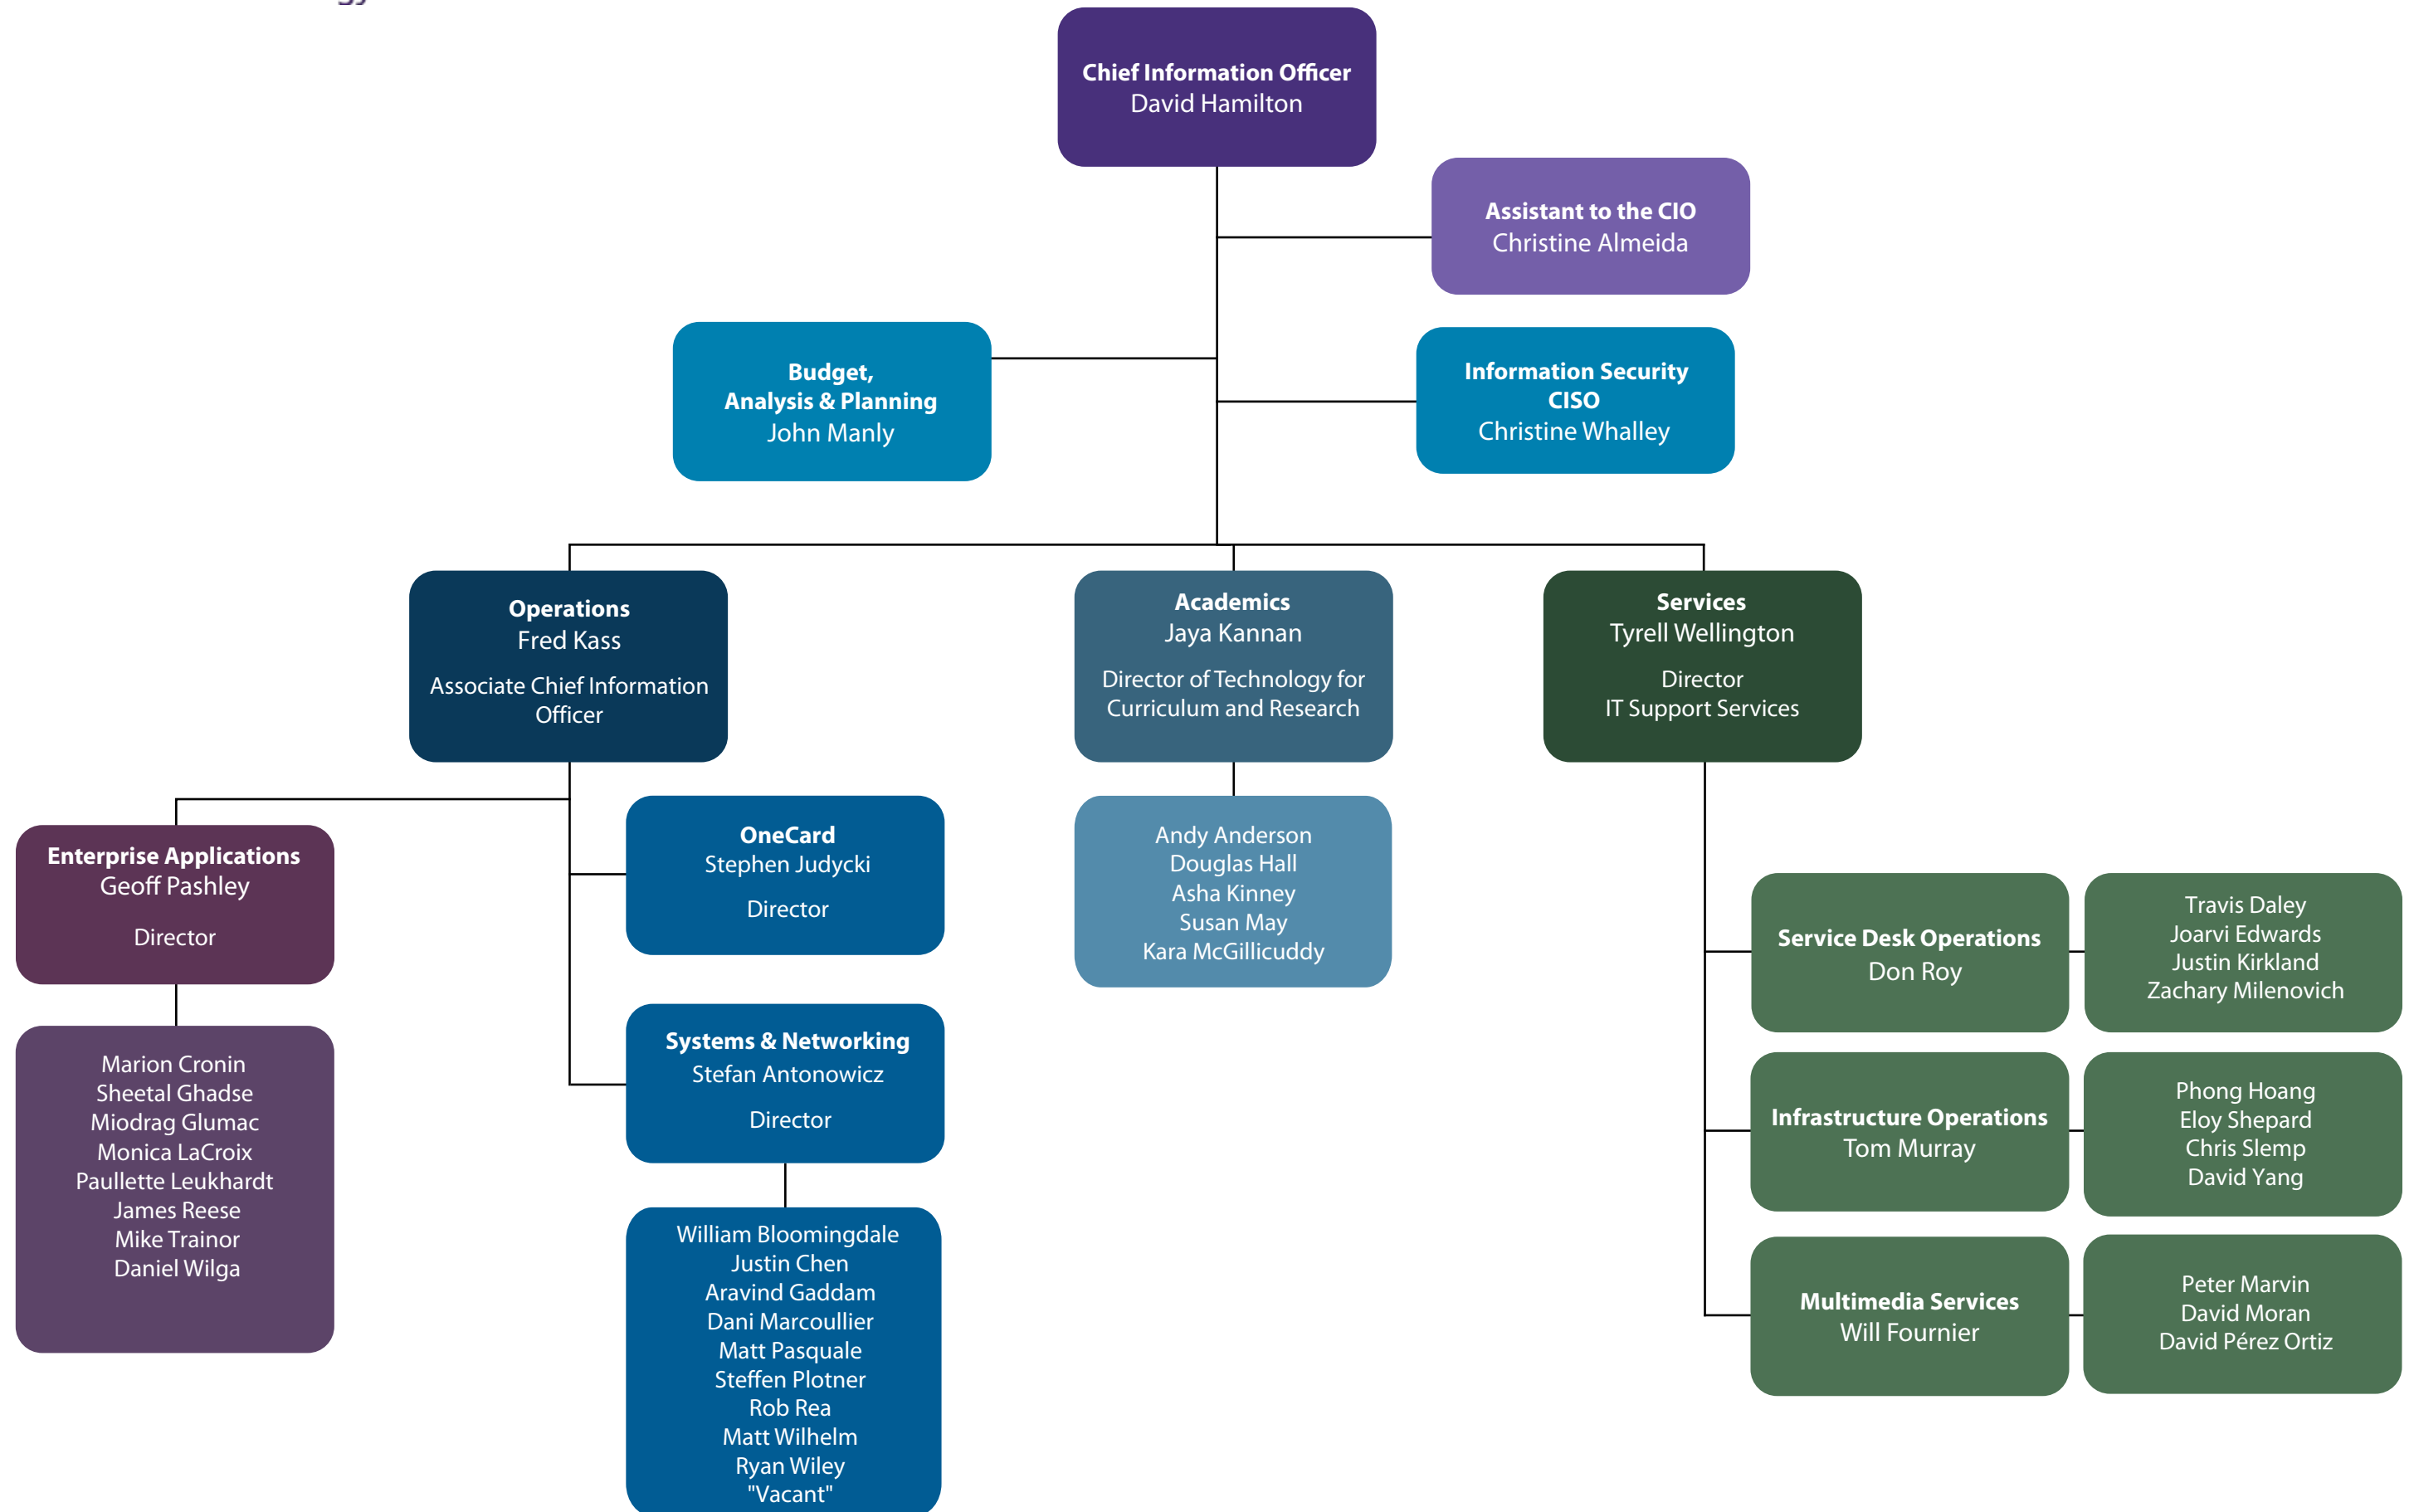 Chief Information Officer
David Hamilton
Assistant to the CIO
Christine Almeida
Budget,
Analysis & Planning
John Manly
Information Security
CISO
Christine Whalley
Operations
Fred Kass
Associate Chief Information
Officer
Academics
Jaya Kannan
Director of Technology for
Curriculum and Research
Services
Tyrell Wellington
Director
IT Support Services
Enterprise Applications
Geoff Pashley
Director
Marion Cronin
Sheetal Ghadse
Miodrag Glumac
Monica LaCroix
Paullette Leukhardt
James Reese
Mike Trainor
Daniel Wilga
OneCard
Stephen Judycki
Director
Systems & Networking
Stefan Antonowicz
Director
William Bloomingdale
Justin Chen
Aravind Gaddam
Dani Marcoullier
Matt Pasquale
Steffen Plotner
Rob Rea
Matt Wilhelm
Ryan Wiley
"Vacant"
Andy Anderson
Douglas Hall
Asha Kinney
Susan May
Kara McGillicuddy
Service Desk Operations
Don Roy
Travis Daley
Joarvi Edwards
Justin Kirkland
Zachary Milenovich
Infrastructure Operations
Tom Murray
Phong Hoang
Eloy Shepard
Chris Slemp
David Yang
Multimedia Services
Will Fournier
Peter Marvin
David Moran
David Pérez Ortiz